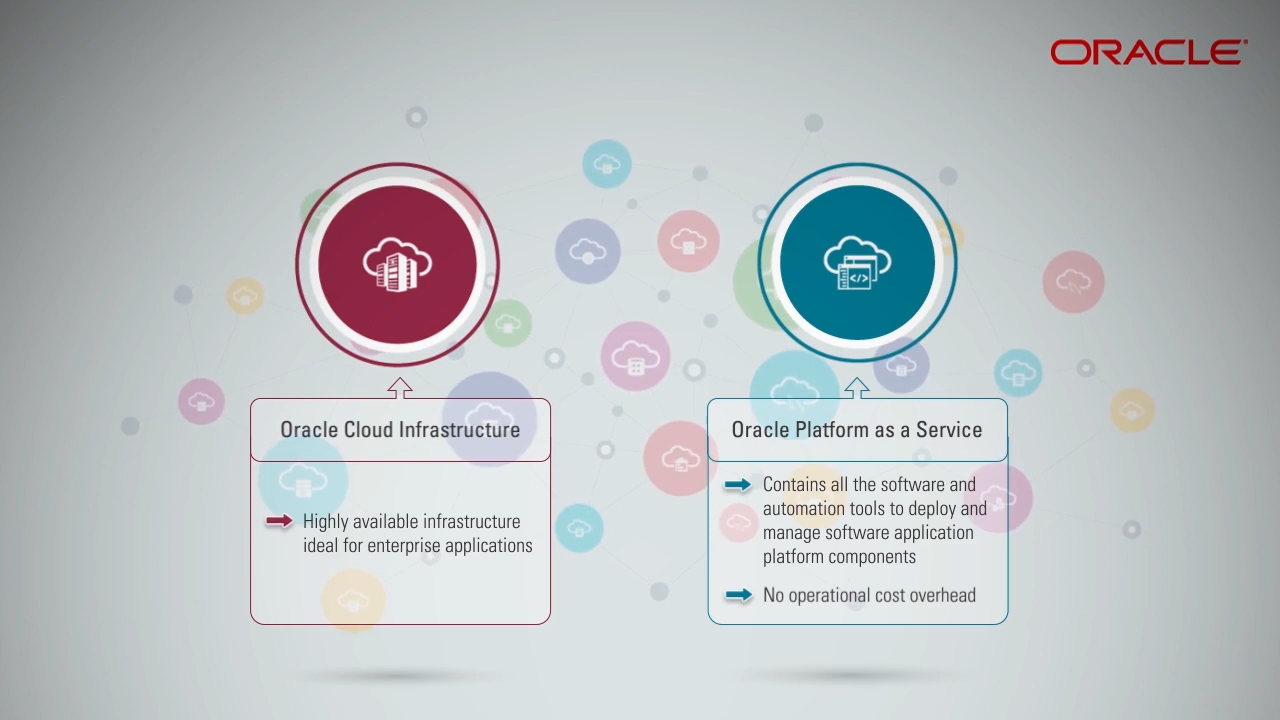 ORACLE
Oracle Cloud Infrastructure
Highly available infrastructure
ideal for enterprise applications
Oracle Platform as a Service
Contains all the software and
automation tools to deploy and
manage software application
platform components
No operational cost overhead